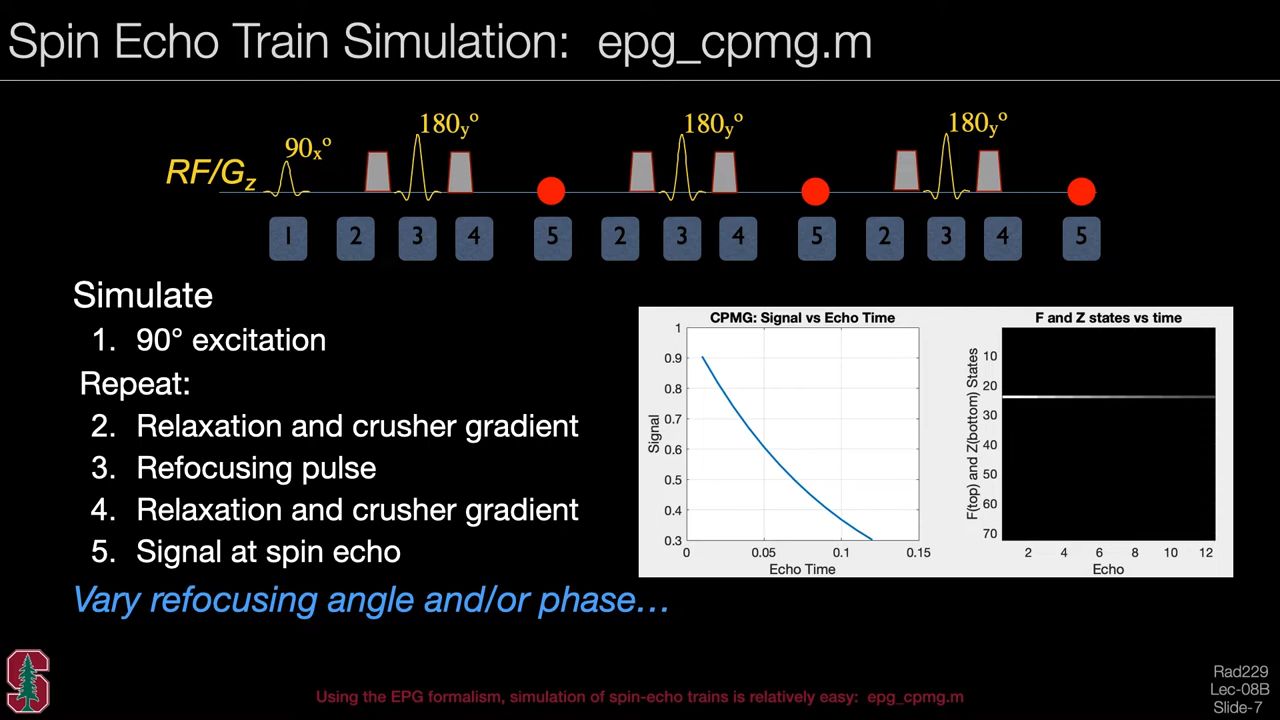 Spin Echo Train Simulation: epg_cpmg.m
RF/Gz
90xº
180yº
180yº
180yº
1 2 3 4 5 2 3 4 5 2 3 4 5
Simulate
1. 90° excitation
Repeat:
2. Relaxation and crusher gradient
3. Refocusing pulse
4. Relaxation and crusher gradient
5. Signal at spin echo
Vary refocusing angle and/or phase…
CPMG: Signal vs Echo Time
Signal
1
0.9
0.8
0.7
0.6
0.5
0.4
0.3
0 0.05 0.1 0.15
Echo Time
F and Z states vs time
F(top) and Z(bottom) States
10
20
30
40
50
60
70
2 4 6 8 10 12
Echo
S
Using the EPG formalism, simulation of spin-echo trains is relatively easy: epg_cpmg.m
Rad229
Lec-08B
Slide-7